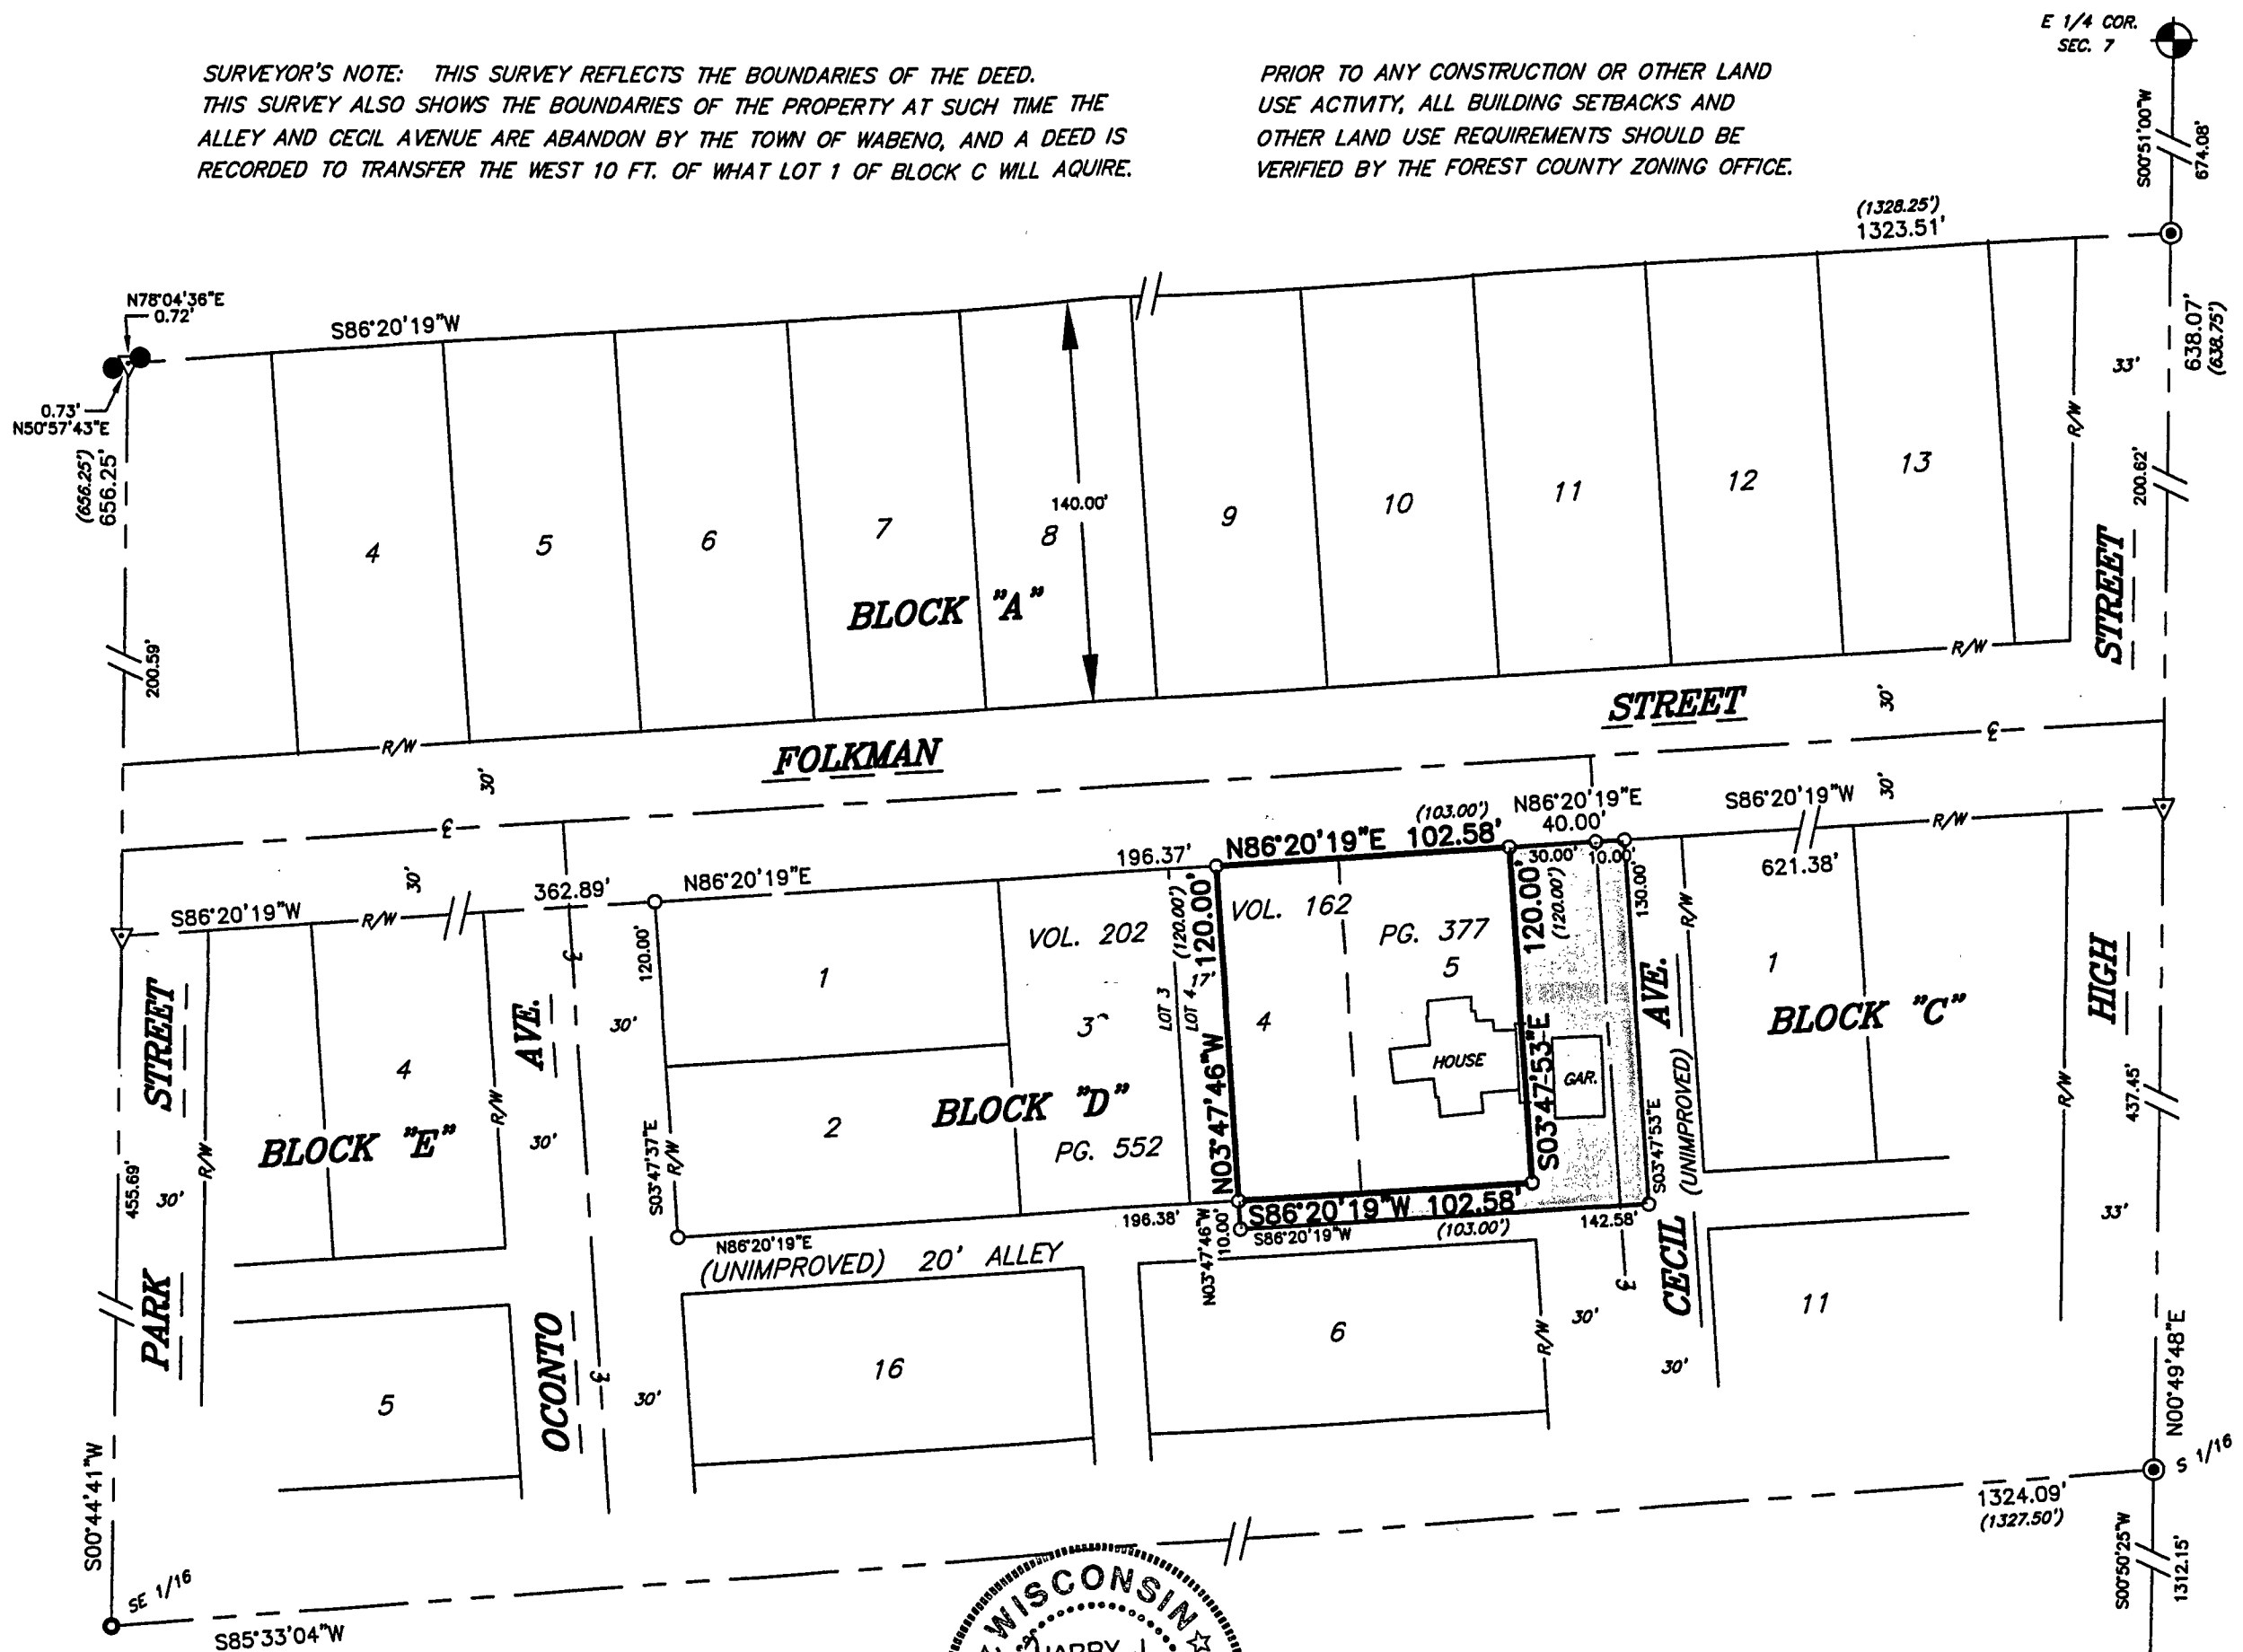 E 1/4 COR.
SEC. 7
SURVEYOR'S NOTE: THIS SURVEY REFLECTS THE BOUNDARIES OF THE DEED.
THIS SURVEY ALSO SHOWS THE BOUNDARIES OF THE PROPERTY AT SUCH TIME THE
ALLEY AND CECIL AVENUE ARE ABANDON BY THE TOWN OF WABENO, AND A DEED IS
RECORDED TO TRANSFER THE WEST 10 FT. OF WHAT LOT 1 OF BLOCK C WILL AQUIRE.
PRIOR TO ANY CONSTRUCTION OR OTHER LAND
USE ACTIVITY, ALL BUILDING SETBACKS AND
OTHER LAND USE REQUIREMENTS SHOULD BE
VERIFIED BY THE FOREST COUNTY ZONING OFFICE.
S00°51'00"W
674.08'
(1328.25')
1323.51'
N78°04'36"E
0.72'
S86°20'19"W
0.73'
N50°57'43"E
(656.25')
656.25'
638.07'
(638.75')
33'
R/W
200.62'
4
5
6
7
8
140.00'
9
10
11
12
13
BLOCK "A"
STREET
200.59'
R/W
R/W
30'
FOLKMAN
STREET
30'
30'
30'
S86°20'19"W
R/W
362.89'
N86°20'19"E
196.37'
N86°20'19"E 102.58'
(103.00')
N86°20'19"E
40.00'
30.00'
10.00'
S86°20'19"W
621.38'
R/W
STREET
PARK
455.69'
30'
R/W
4
BLOCK "E"
R/W
AVE.
OCONTO
30'
30'
120.00'
S03°47'37"E
R/W
1
2
VOL. 202
3
BLOCK "D"
PG. 552
LOT 3
LOT 4
17'
(120.00')
120.00'
N03°47'46"W
VOL. 162
PG. 377
4
5
HOUSE
GAR.
120.00'
(120.00')
S03°47'53"E
130.00'
S03°47'53"E
R/W
AVE.
(UNIMPROVED)
CECIL
1
BLOCK "C"
R/W
HIGH
437.45'
33'
N86°20'19"E
196.38'
N03°47'46"W
10.00'
S86°20'19"W 102.58'
S86°20'19"W
(103.00')
142.58'
(UNIMPROVED) 20' ALLEY
5
30'
16
6
R/W
30'
30'
11
N00°49'48"E
S00°44'41"W
SE 1/16
S85°33'04"W
S 1/16
1324.09'
(1327.50')
S00°50'25"W
1312.15'
WISCONSIN
HARRY J.